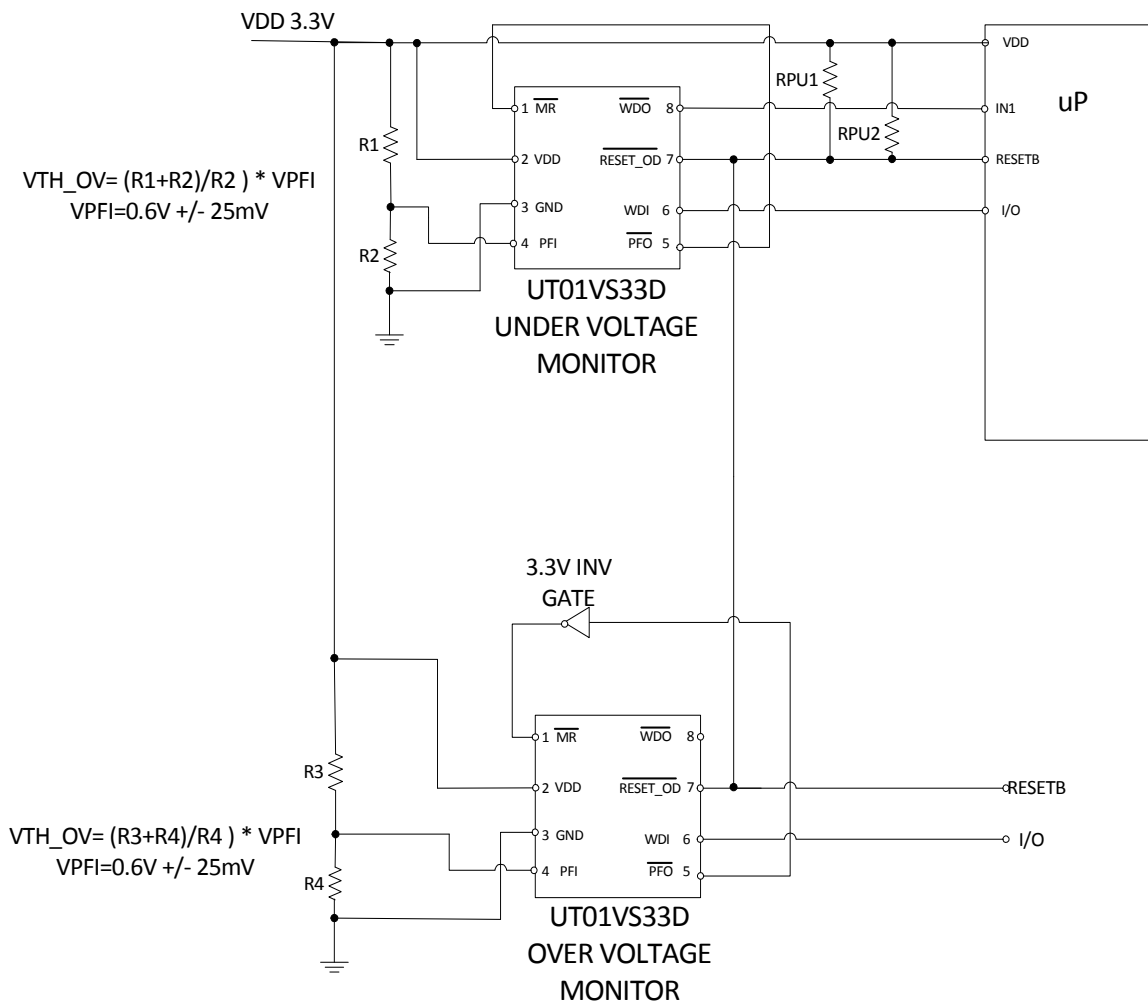 VDD 3.3V
RPU1
RPU2
VDD
uP
IN1
RESETB
I/O
1 MR
WDO 8
2 VDD
RESET_OD 7
3 GND
WDI 6
4 PFI
PFO 5
R1
R2
VTH_OV= (R1+R2)/R2 ) * VPFI
VPFI=0.6V +/- 25mV
UT01VS33D
UNDER VOLTAGE
MONITOR
3.3V INV
GATE
1 MR
WDO 8
2 VDD
RESET_OD 7
3 GND
WDI 6
4 PFI
PFO 5
R3
R4
RESETB
I/O
VTH_OV= (R3+R4)/R4 ) * VPFI
VPFI=0.6V +/- 25mV
UT01VS33D
OVER VOLTAGE
MONITOR